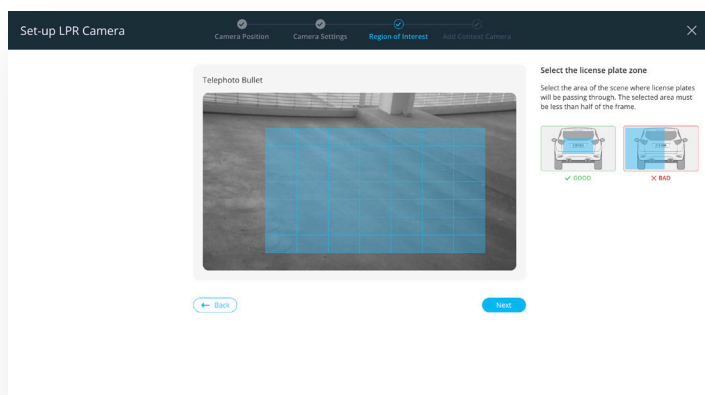 Set-up LPR Camera
Camera Position
Camera Settings
Region of Interest
Add Context Camera
Telephoto Bullet
Select the license plate zone
Select the area of the scene where license plates
will be passing through. The selected area must
be less than half of the frame.
GOOD
BAD
Back
Next